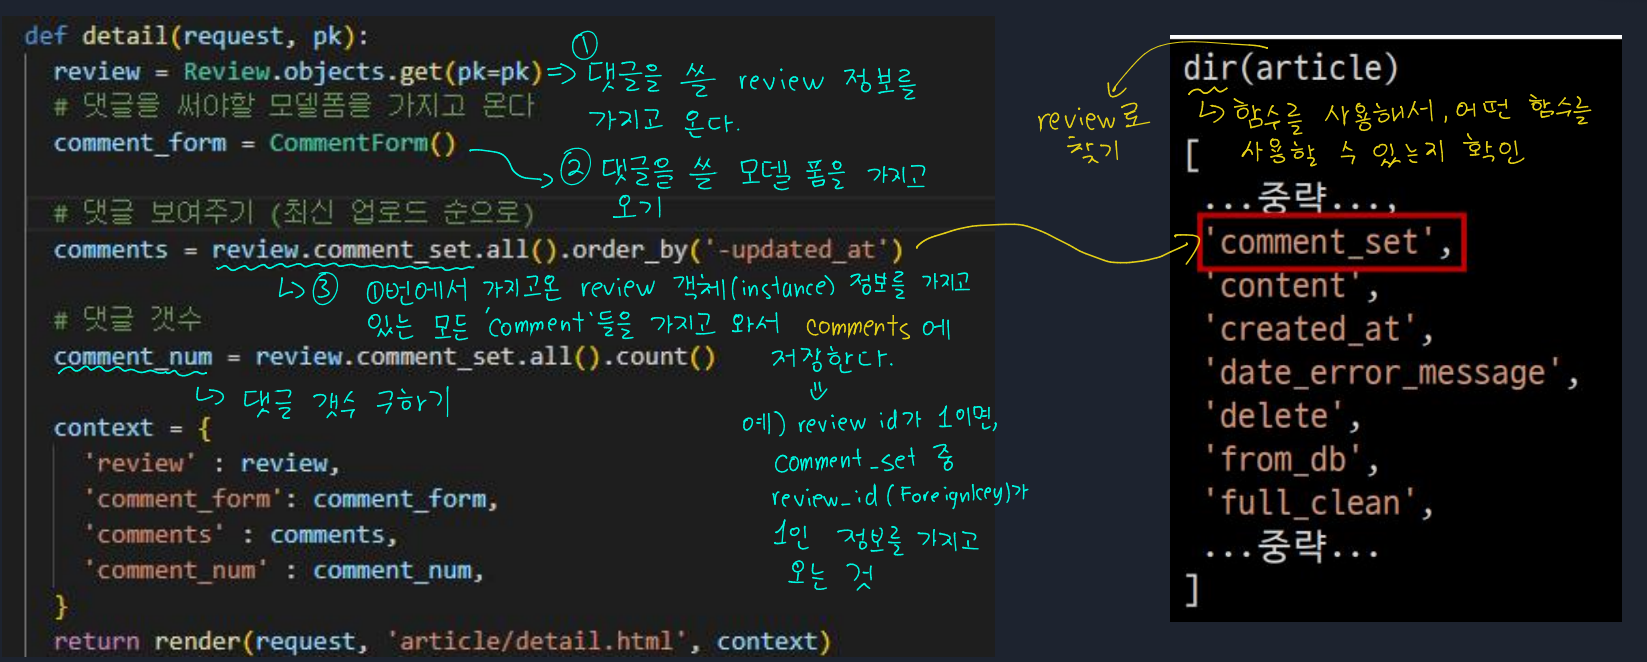 def detail(request, pk):
review = Review.objects.get(pk=pk)
⇒ ① 댓글을 쓸 review 정보를
가지고 온다.
# 댓글을 써야할 모델폼을 가지고 온다
comment_form = CommentForm()
② 댓글을 쓸 모델 폼을 가지고
오기
# 댓글 보여주기 (최신 업로드 순으로)
comments = review.comment_set.all().order_by('-updated_at')
↳ ③ ①번에서 가지고온 review 객체(instance) 정보를 가지고
있는 모든 'comment'들을 가지고 와서 comments에
저장한다.
⇓
예) review id가 1이면,
comment_set 중
review_id (ForeignKey)가
1인 정보를 가지고
오는 것
# 댓글 갯수
comment_num = review.comment_set.all().count()
↳ 댓글 갯수 구하기
context = {
'review' : review,
'comment_form': comment_form,
'comments' : comments,
'comment_num' : comment_num,
}
return render(request, 'article/detail.html', context)
review로
찾기
dir(article)
↳ 함수를 사용해서, 어떤 함수를
사용할 수 있는지 확인
[
...중략...,
'comment_set',
'content',
'created_at',
'date_error_message',
'delete',
'from_db',
'full_clean',
...중략...
]